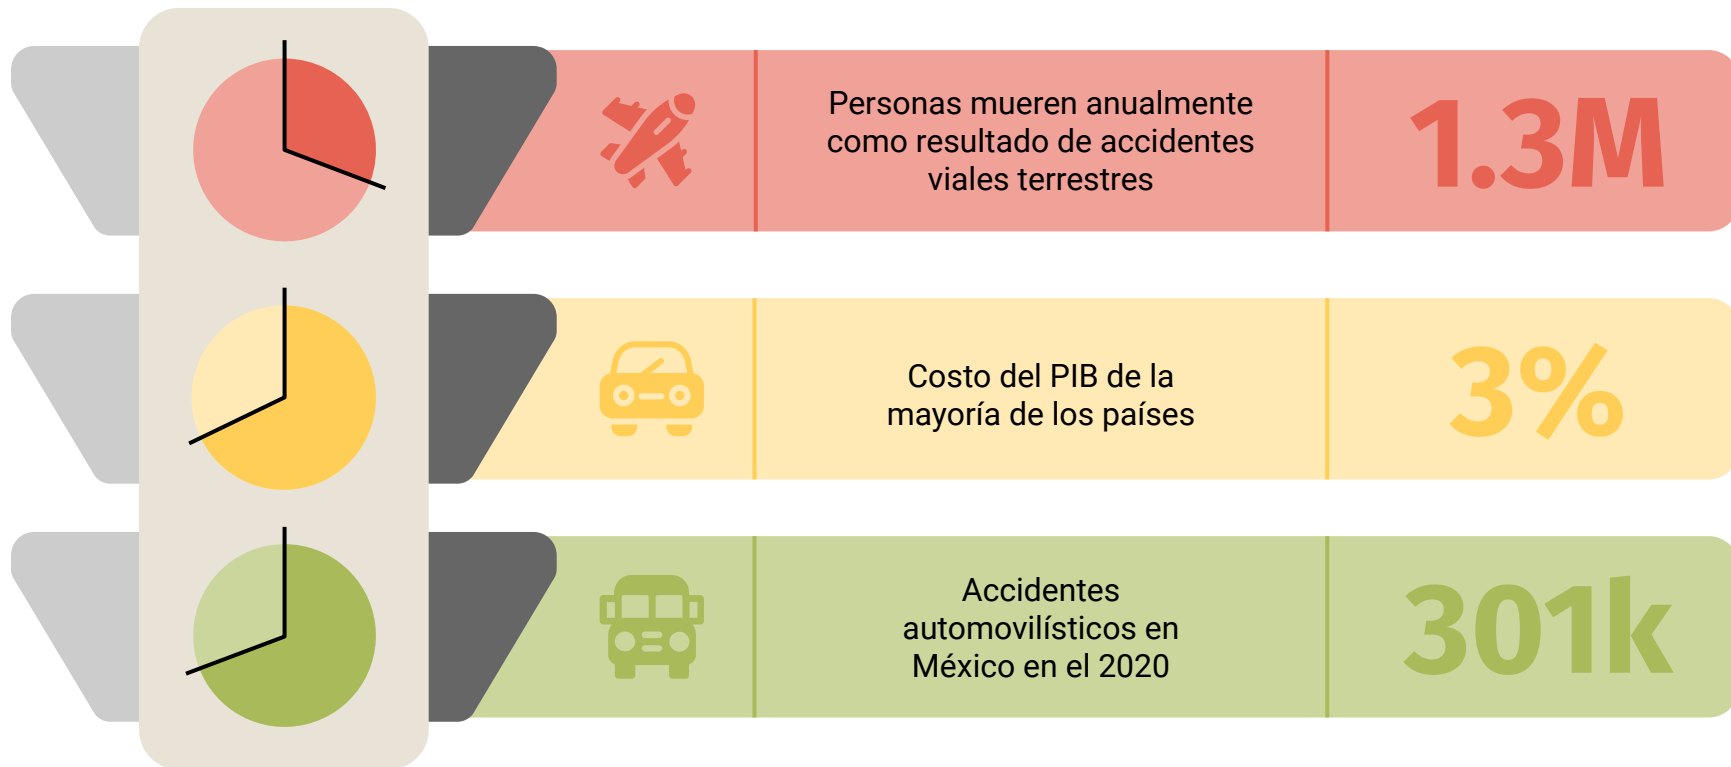 Personas mueren anualmente
como resultado de accidentes
viales terrestres
1.3M
Costo del PIB de la
mayoría de los países
3%
Accidentes
automovilísticos en
México en el 2020
301k